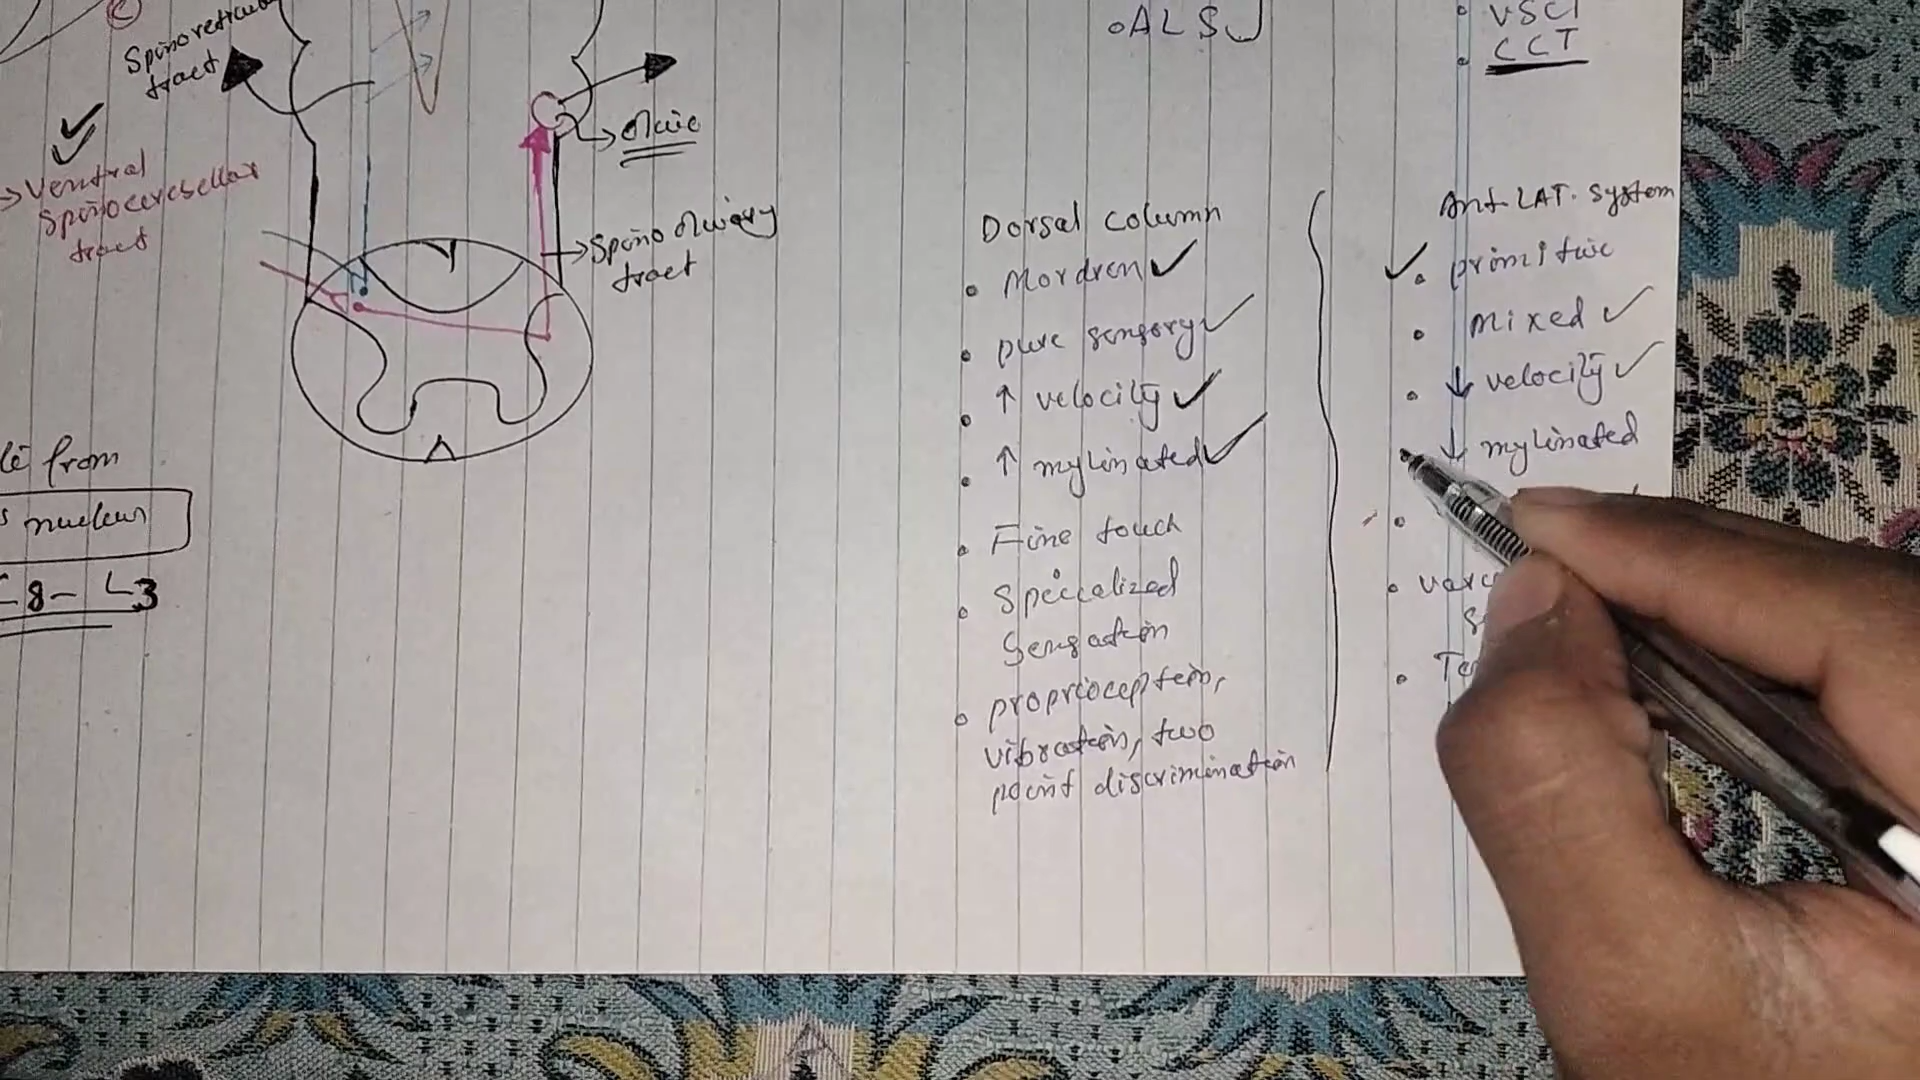 Spinoreticular
tract
→ Ventral
Spinocerebellar
tract
→ olive
→ Spino olivary
tract
from
nucleus
8- L3
ALS
VSCT
CCT
Dorsal column
• Mordren ✓
• pure sensory ✓
• ↑ velocity ✓
• ↑ mylinated ✓
• Fine touch
• Specialized
Sensation
• proprioception,
vibration, two
point discrimination
Ant. LAT. System
✓ • primitive
• mixed ✓
• ↓ velocity ✓
• ↓ mylinated